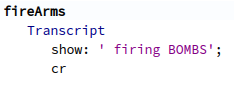 fireArms
Transcript
show: ' firing BOMBS';
cr